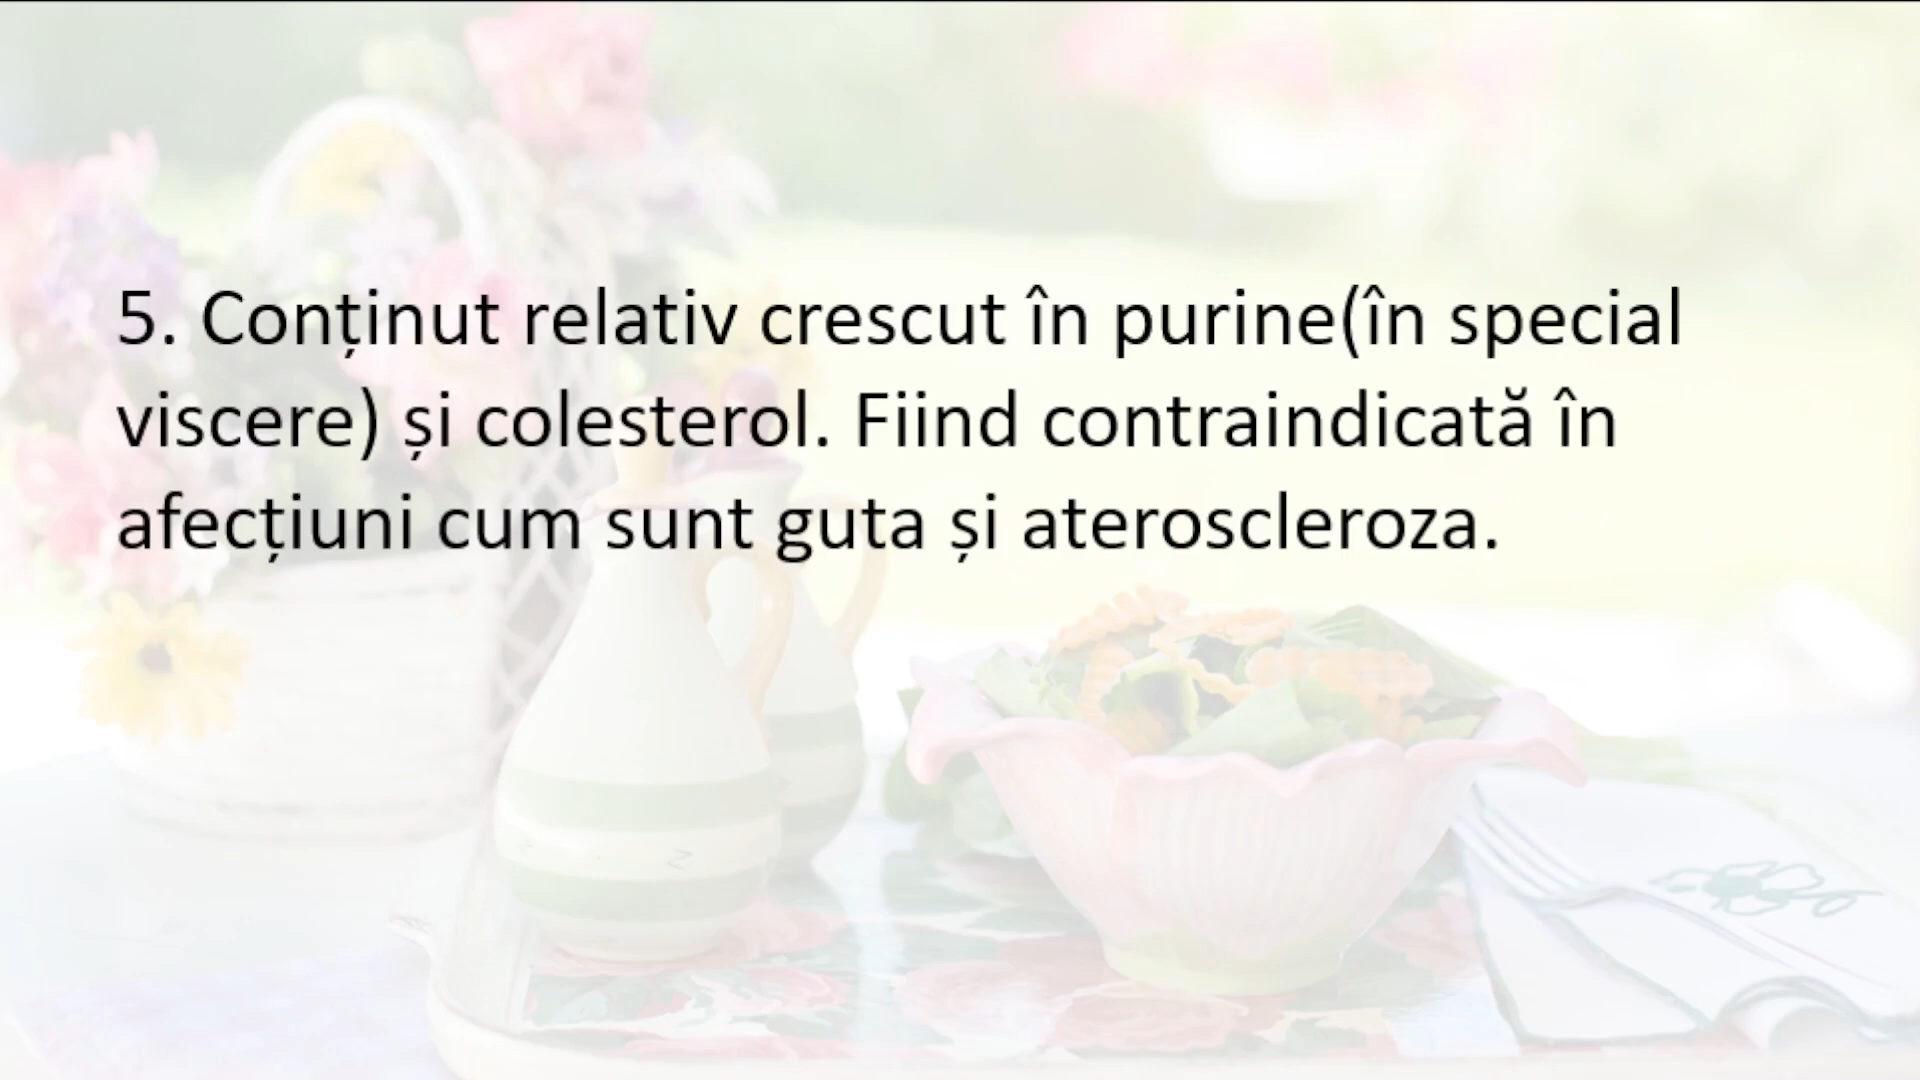 5. Conținut relativ crescut în purine(în special
viscere) și colesterol. Fiind contraindicată în
afecțiuni cum sunt guta și ateroscleroza.